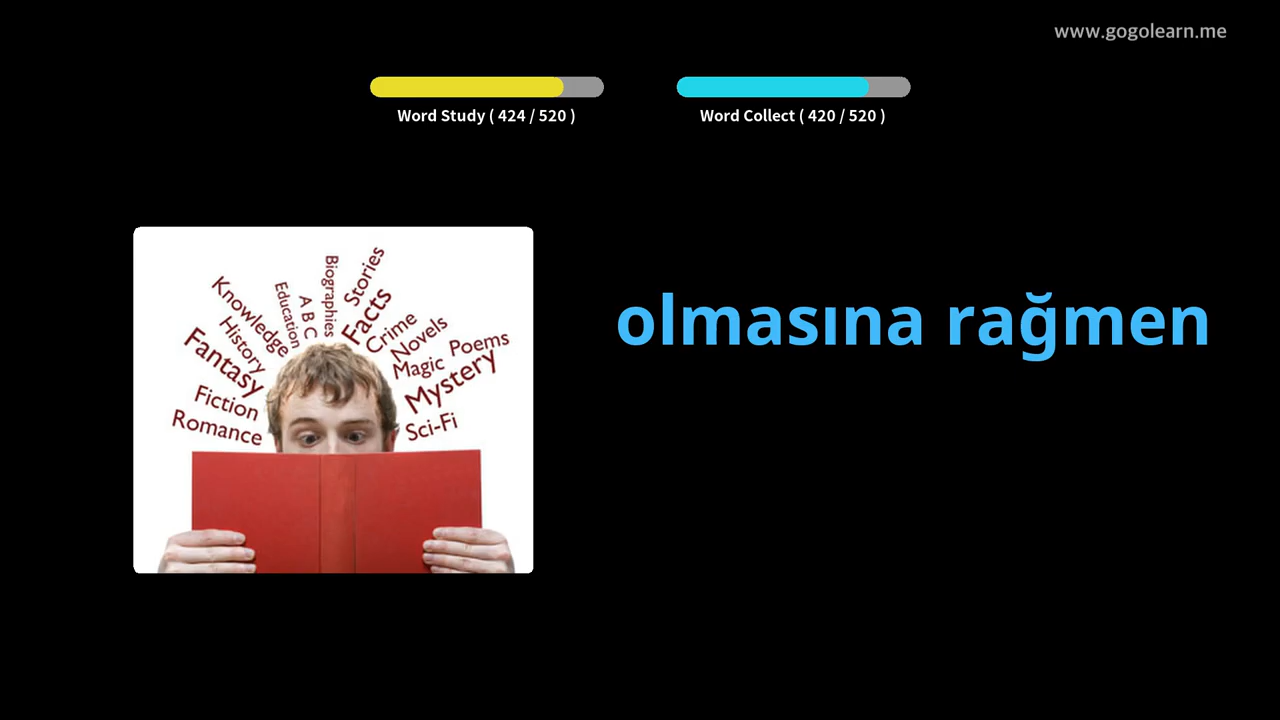 www.gogolearn.me
Word Study ( 424 / 520 )
Word Collect ( 420 / 520 )
olmasına rağmen
Biographies
Stories
Education
A B C
Facts
Knowledge
Crime
History
Novels
Poems
Fantasy
Magic
Mystery
Fiction
Romance
Sci-Fi